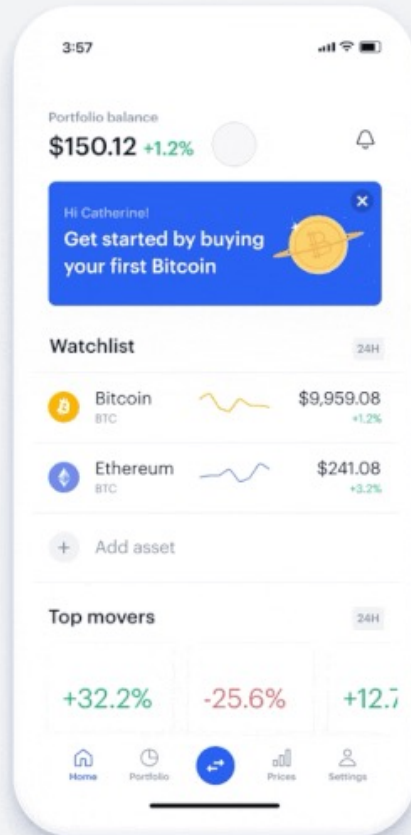 3:57
Portfolio balance
$150.12 +1.2%
Hi Catherine!
Get started by buying
your first Bitcoin
Watchlist 24H
Bitcoin $9,959.08
BTC +1.2%
Ethereum $241.08
BTC +3.2%
+ Add asset
Top movers 24H
+32.2% -25.6% +12.7
Home Portfolio Prices Settings